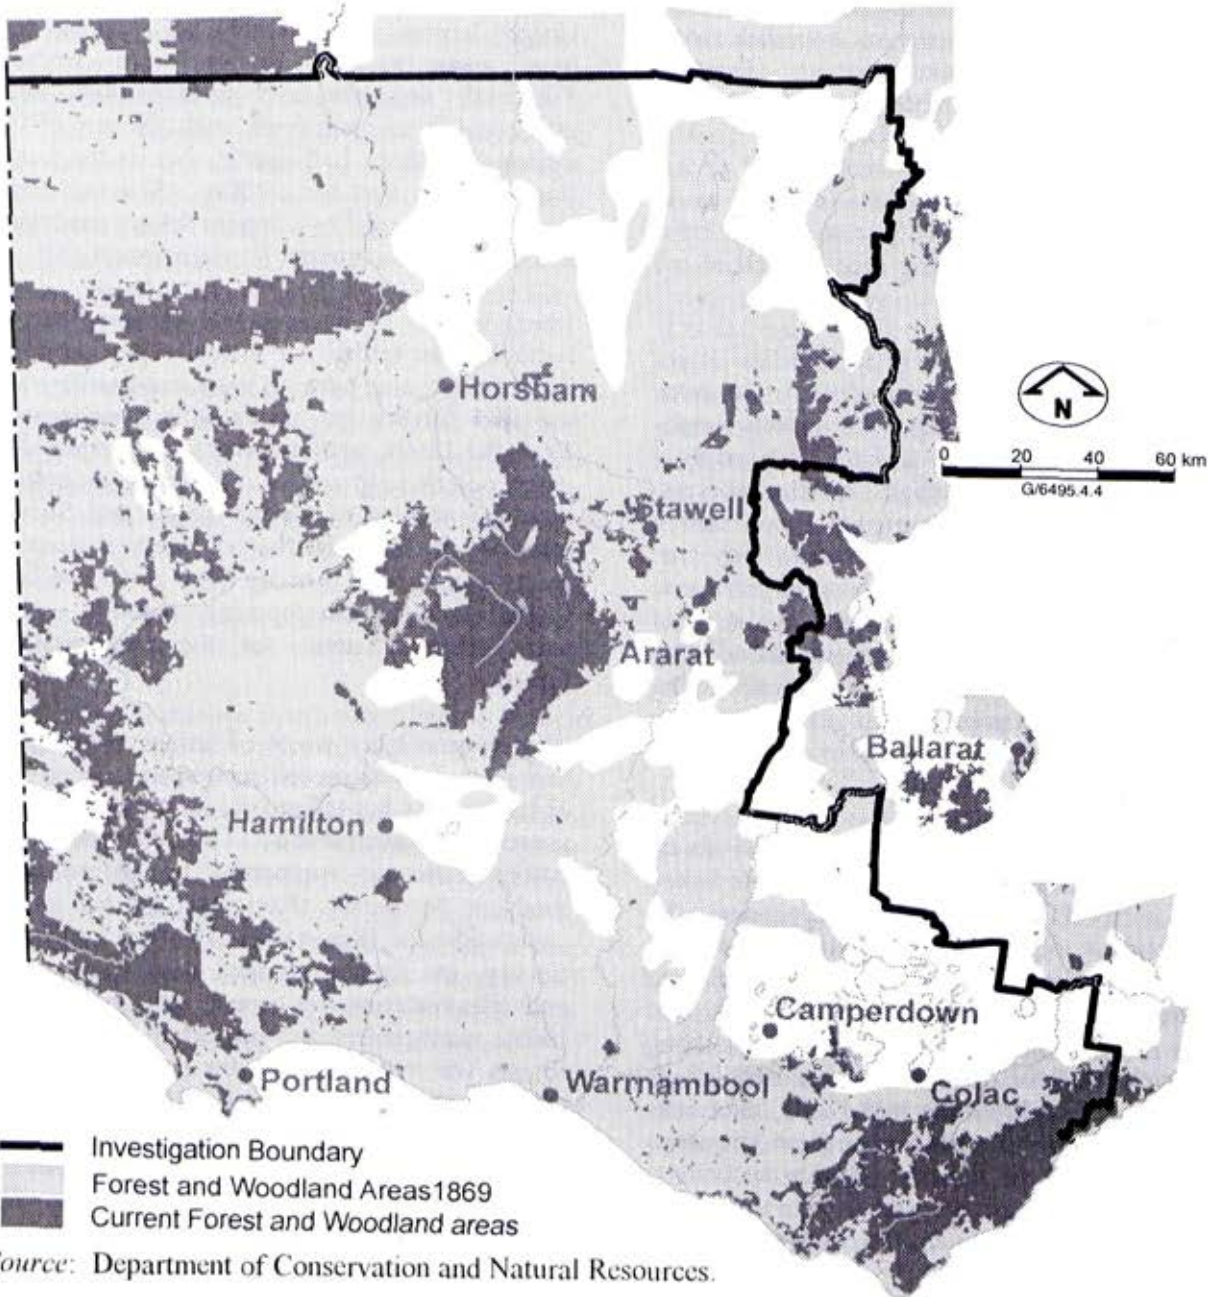 Horsham
N
0 20 40 60 km
G/6495.4.4
Stawell
Ararat
Ballarat
Hamilton
Camperdown
Portland
Warrnambool
Colac
Investigation Boundary
Forest and Woodland Areas1869
Current Forest and Woodland areas
ource: Department of Conservation and Natural Resources.